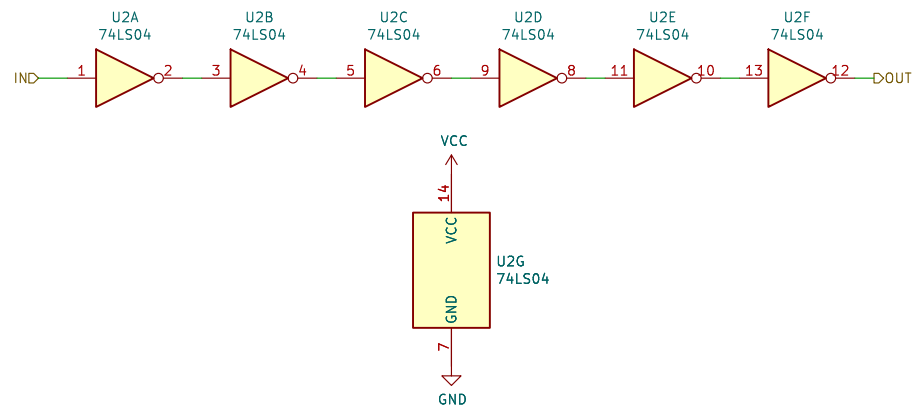 U2A U2B U2C U2D U2E U2F
74LS04 74LS04 74LS04 74LS04 74LS04 74LS04
IN 1 2 3 4 5 6 9 8 11 10 13 12 OUT
VCC
14
VCC
U2G
74LS04
GND
7
GND